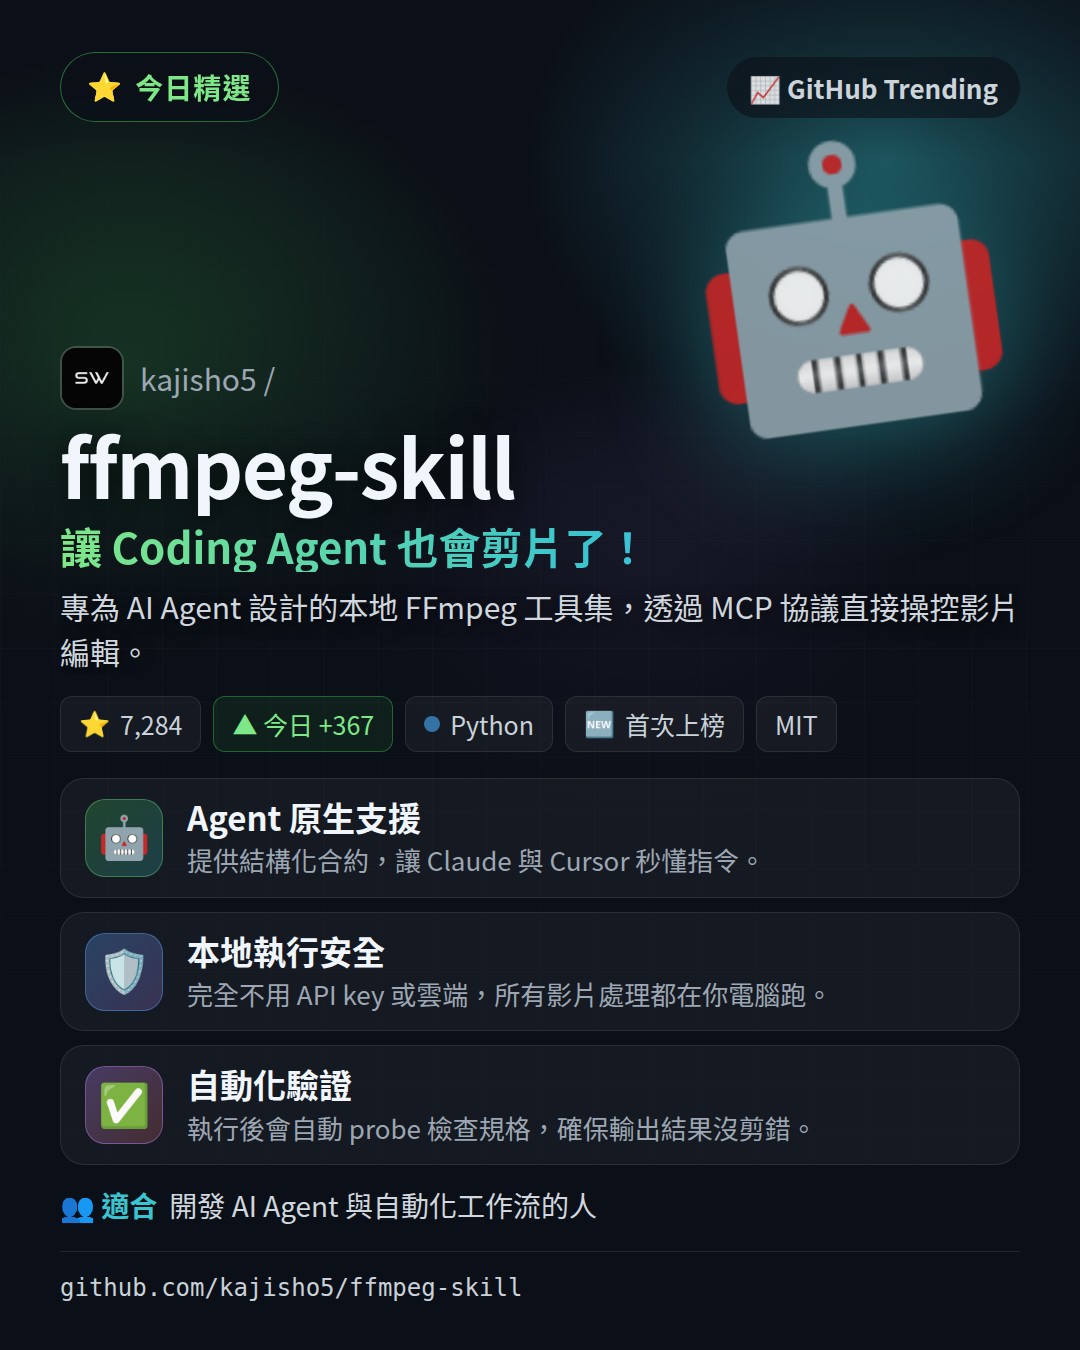 ⭐ 今日精選
📈 GitHub Trending
SW
kajisho5 /
ffmpeg-skill
讓 Coding Agent 也會剪片了！
專為 AI Agent 設計的本地 FFmpeg 工具集，透過 MCP 協議直接操控影片
編輯。
⭐ 7,284
▲ 今日 +367
Python
🆕 首次上榜
MIT
Agent 原生支援
提供結構化合約，讓 Claude 與 Cursor 秒懂指令。
本地執行安全
完全不用 API key 或雲端，所有影片處理都在你電腦跑。
自動化驗證
執行後會自動 probe 檢查規格，確保輸出結果沒剪錯。
👥 適合 開發 AI Agent 與自動化工作流的人
github.com/kajisho5/ffmpeg-skill